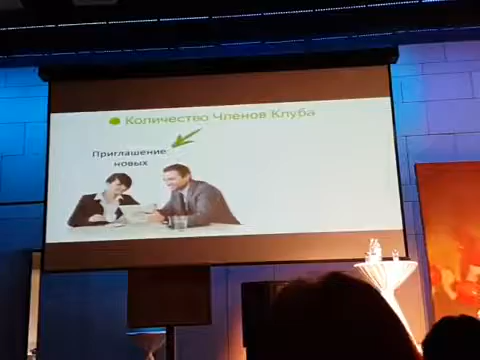 Количество Членов Клуба
Приглашение
новых